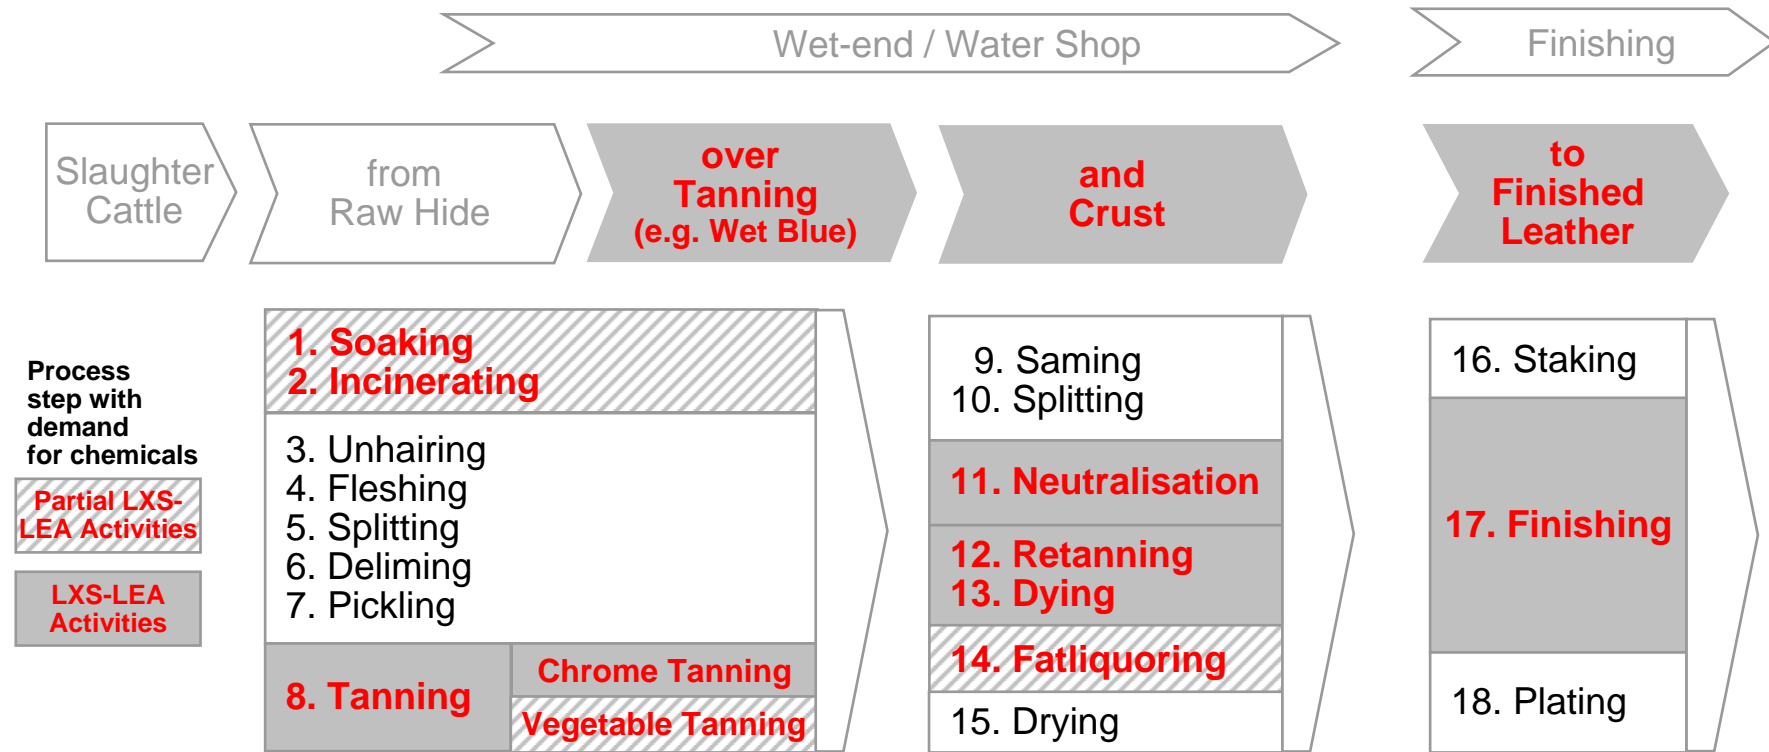 Wet-end / Water Shop
Finishing
Slaughter
Cattle
from
Raw Hide
over
Tanning
(e.g. Wet Blue)
and
Crust
to
Finished
Leather
Process
step with
demand
for chemicals
Partial LXS-
LEA Activities
LXS-LEA
Activities
1. Soaking
2. Incinerating
3. Unhairing
4. Fleshing
5. Splitting
6. Deliming
7. Pickling
8. Tanning
Chrome Tanning
Vegetable Tanning
9. Saming
10. Splitting
11. Neutralisation
12. Retanning
13. Dying
14. Fatliquoring
15. Drying
16. Staking
17. Finishing
18. Plating